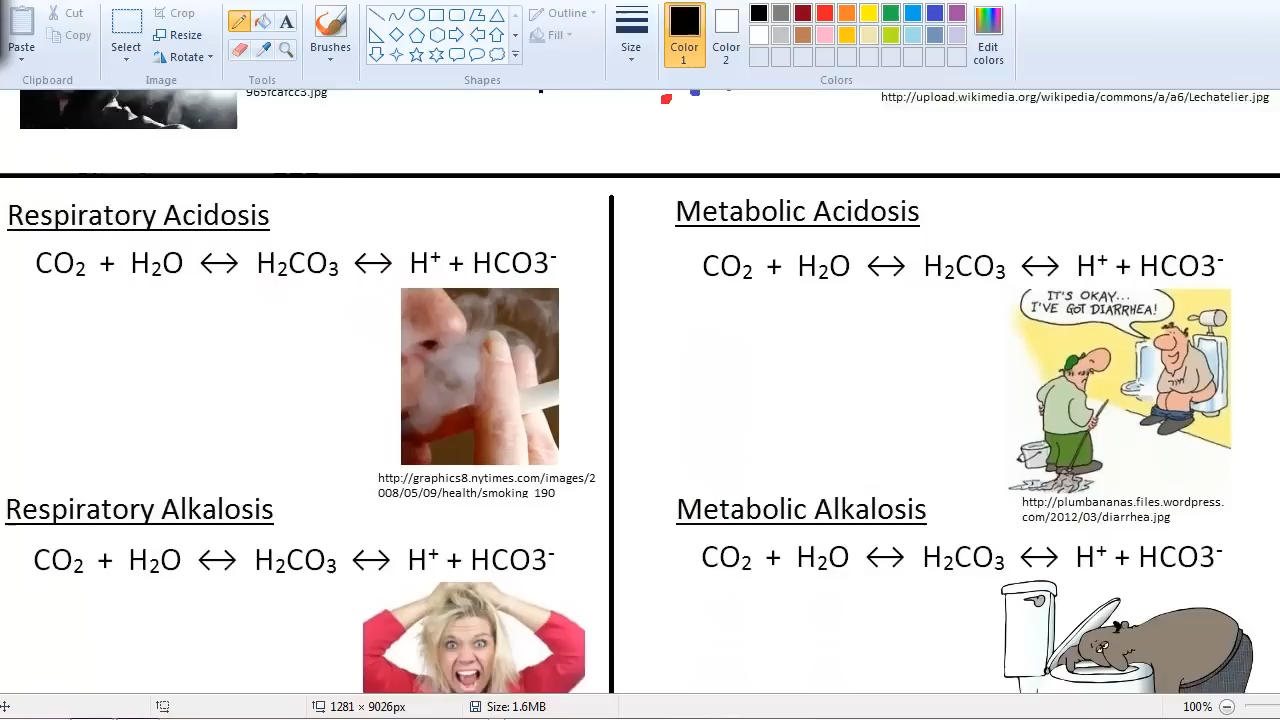 Cut
Crop
Outline
Paste
Copy
Select
Resize
Brushes
Fill
Size
Color
1
Color
2
Edit
colors
Rotate
Clipboard
Image
Tools
Shapes
Colors
965fcafcc3.jpg
http://upload.wikimedia.org/wikipedia/commons/a/a6/Lechatelier.jpg
Respiratory Acidosis
CO₂ + H₂O ↔ H₂CO₃ ↔ H⁺ + HCO3⁻
http://graphics8.nytimes.com/images/2
008/05/09/health/smoking_190
Metabolic Acidosis
CO₂ + H₂O ↔ H₂CO₃ ↔ H⁺ + HCO3⁻
IT'S OKAY...
I'VE GOT DIARRHEA!
http://plumbananas.files.wordpress.
com/2012/03/diarrhea.jpg
Respiratory Alkalosis
CO₂ + H₂O ↔ H₂CO₃ ↔ H⁺ + HCO3⁻
Metabolic Alkalosis
CO₂ + H₂O ↔ H₂CO₃ ↔ H⁺ + HCO3⁻
1281 × 9026px
Size: 1.6MB
100%